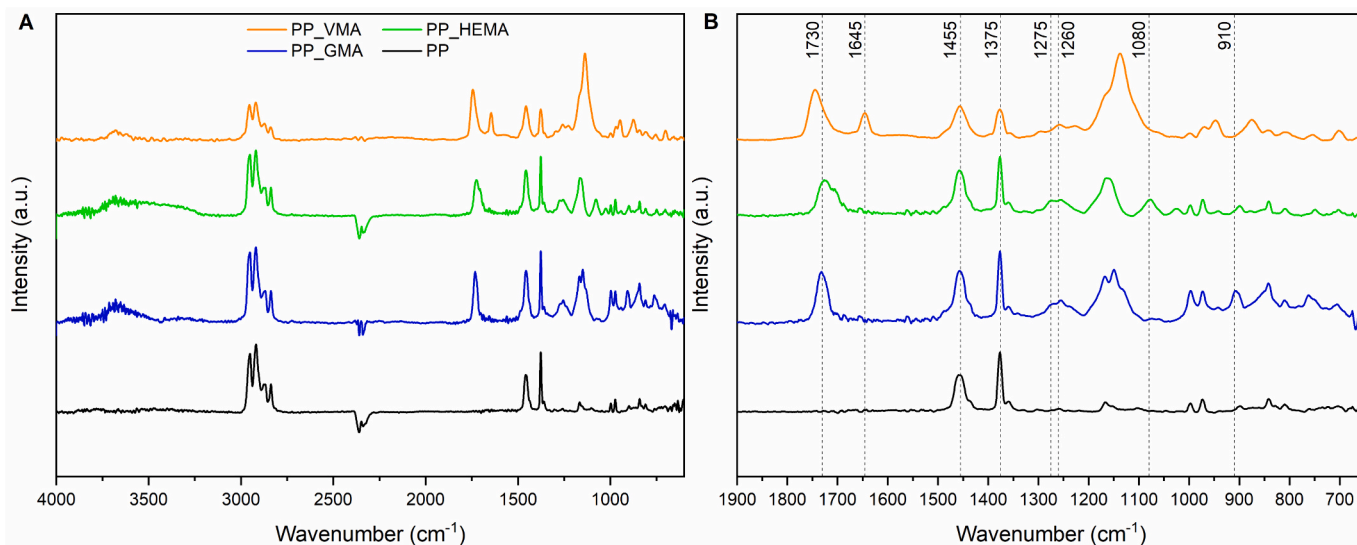 A
PP_VMA PP_HEMA
PP_GMA PP
Intensity (a.u.)
4000 3500 3000 2500 2000 1500 1000
Wavenumber (cm⁻¹)
B
1730 1645 1455 1375 1275 1260 1080 910
Intensity (a.u.)
1900 1800 1700 1600 1500 1400 1300 1200 1100 1000 900 800 700
Wavenumber (cm⁻¹)